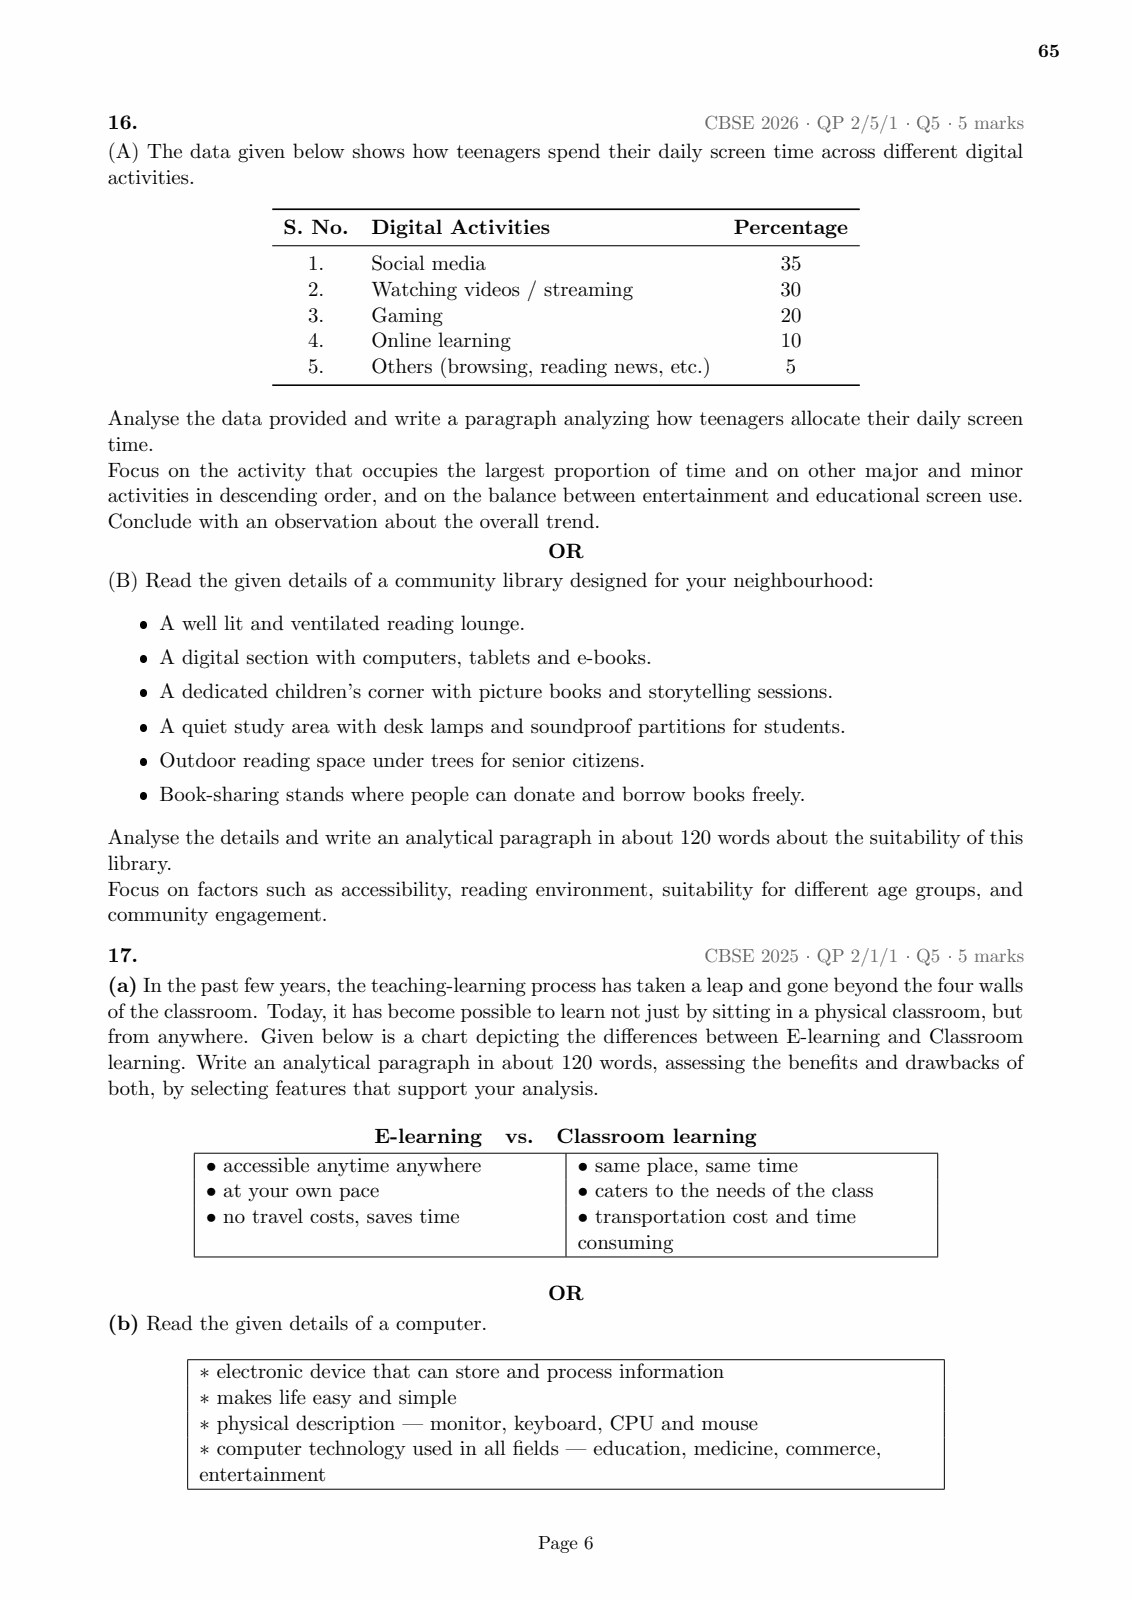 65
16.
CBSE 2026 · QP 2/5/1 · Q5 · 5 marks
(A) The data given below shows how teenagers spend their daily screen time across different digital
activities.
S. No. Digital Activities Percentage
1. Social media 35
2. Watching videos / streaming 30
3. Gaming 20
4. Online learning 10
5. Others (browsing, reading news, etc.) 5
Analyse the data provided and write a paragraph analyzing how teenagers allocate their daily screen
time.
Focus on the activity that occupies the largest proportion of time and on other major and minor
activities in descending order, and on the balance between entertainment and educational screen use.
Conclude with an observation about the overall trend.
OR
(B) Read the given details of a community library designed for your neighbourhood:
• A well lit and ventilated reading lounge.
• A digital section with computers, tablets and e-books.
• A dedicated children's corner with picture books and storytelling sessions.
• A quiet study area with desk lamps and soundproof partitions for students.
• Outdoor reading space under trees for senior citizens.
• Book-sharing stands where people can donate and borrow books freely.
Analyse the details and write an analytical paragraph in about 120 words about the suitability of this
library.
Focus on factors such as accessibility, reading environment, suitability for different age groups, and
community engagement.
17.
CBSE 2025 · QP 2/1/1 · Q5 · 5 marks
(a) In the past few years, the teaching-learning process has taken a leap and gone beyond the four walls
of the classroom. Today, it has become possible to learn not just by sitting in a physical classroom, but
from anywhere. Given below is a chart depicting the differences between E-learning and Classroom
learning. Write an analytical paragraph in about 120 words, assessing the benefits and drawbacks of
both, by selecting features that support your analysis.
E-learning vs. Classroom learning
• accessible anytime anywhere
• at your own pace
• no travel costs, saves time
• same place, same time
• caters to the needs of the class
• transportation cost and time
consuming
OR
(b) Read the given details of a computer.
∗ electronic device that can store and process information
∗ makes life easy and simple
∗ physical description — monitor, keyboard, CPU and mouse
∗ computer technology used in all fields — education, medicine, commerce,
entertainment
Page 6